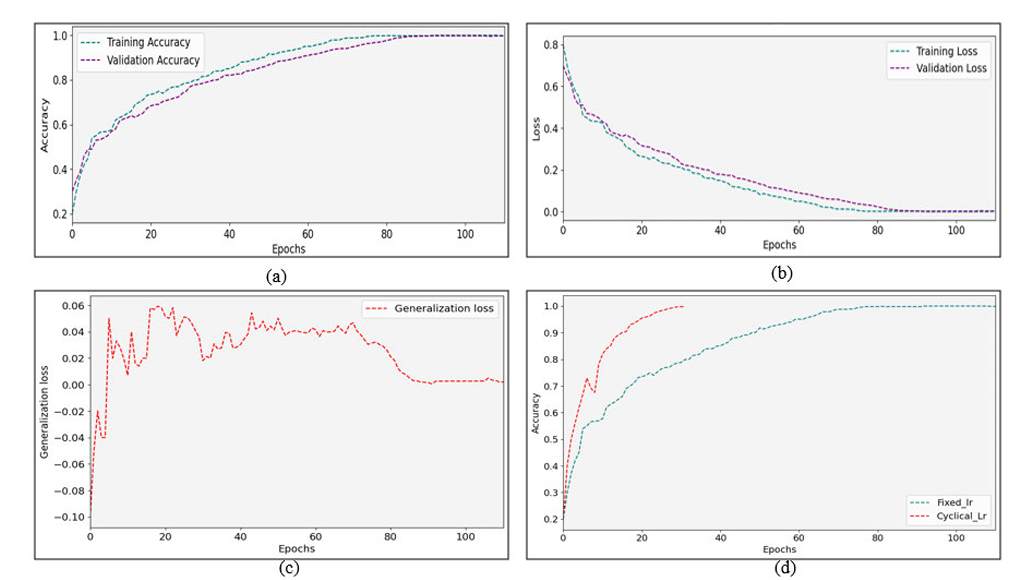 1.0
0.8
0.6
0.4
0.2
Accuracy
Training Accuracy
Validation Accuracy
0 20 40 60 80 100
Epochs
(a)
0.8
0.6
0.4
0.2
0.0
Loss
Training Loss
Validation Loss
0 20 40 60 80 100
Epochs
(b)
0.06
0.04
0.02
0.00
−0.02
−0.04
−0.06
−0.08
−0.10
Generalization loss
Generalization loss
0 20 40 60 80 100
Epochs
(c)
1.0
0.9
0.8
0.7
0.6
0.5
0.4
0.3
0.2
Accuracy
Fixed_lr
Cyclical_Lr
0 20 40 60 80 100
Epochs
(d)